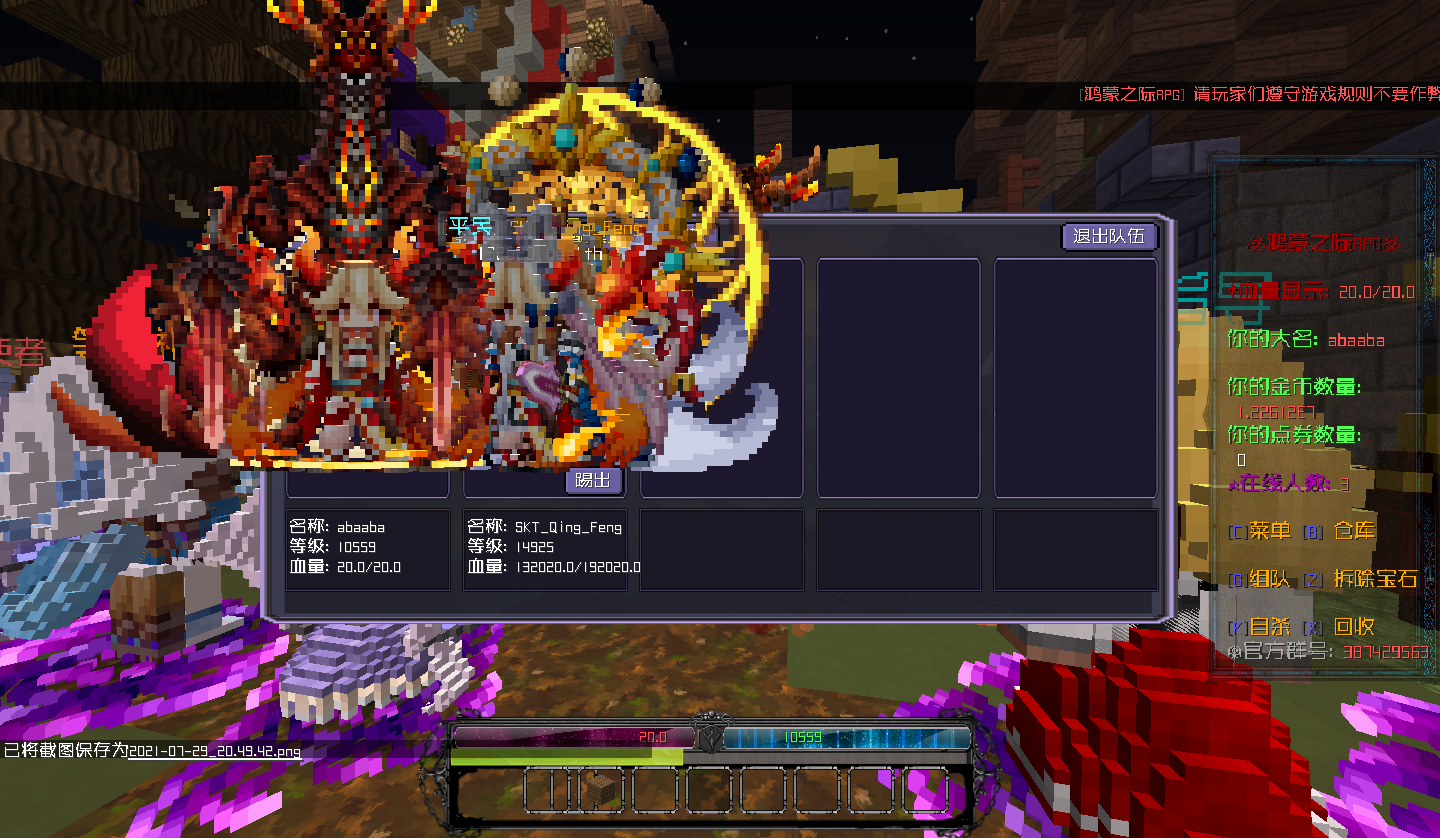 [鸿蒙之际RPG] 请玩家们遵守游戏规则不要作弊
平民
退出队伍
鸿蒙之际RPG
血量显示: 20.0/20.0
你的大名: abaaba
你的金币数量:
1.22612E7
你的点券数量:
0
在线人数: 3
[C]菜单 [B] 仓库
[G]组队 [Z] 拆除宝石
[K]自杀 [X] 回收
官方群号: 387429563
踢出
名称: abaaba
等级: 10559
血量: 20.0/20.0
名称: SKT_Qing_Feng
等级: 14925
血量: 132020.0/192020.0
20.0
10559
已将截图保存为2021-07-29_20.49.42.png